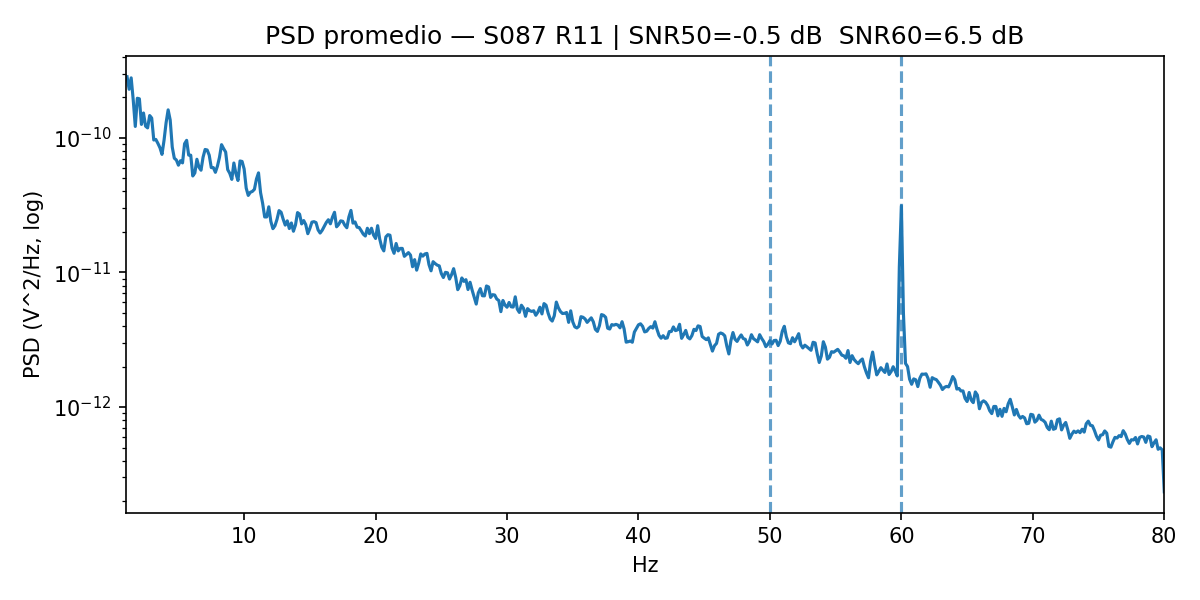 PSD promedio — S087 R11 | SNR50=-0.5 dB  SNR60=6.5 dB
PSD (V^2/Hz, log)
10⁻¹⁰
10⁻¹¹
10⁻¹²
10 20 30 40 50 60 70 80
Hz